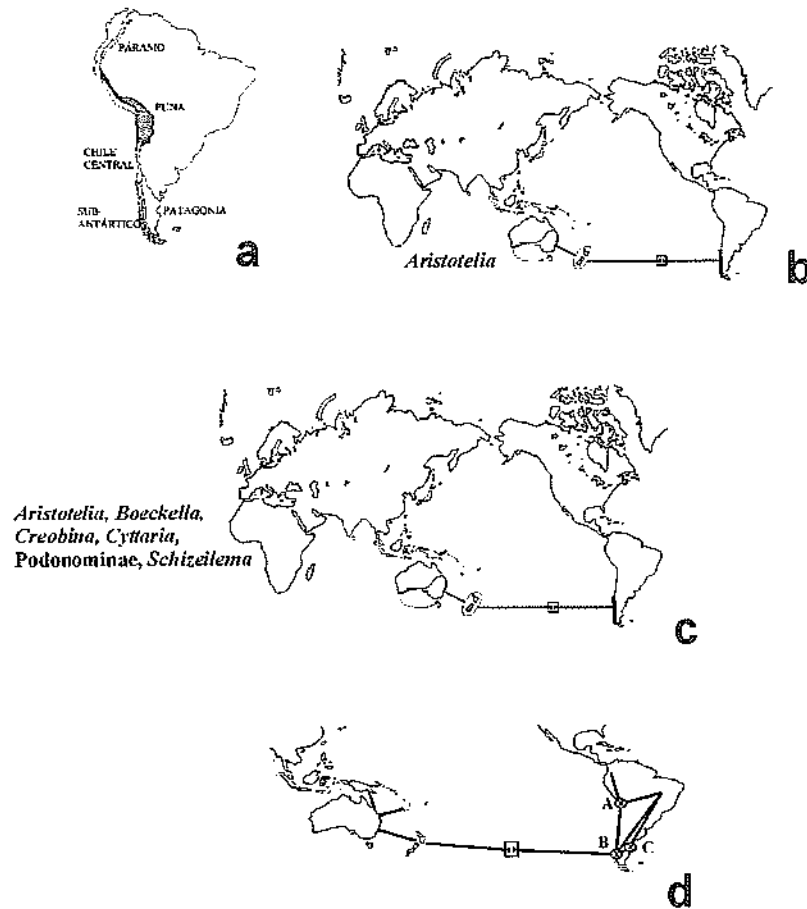 PÁRAMO
PUNA
CHILE
CENTRAL
SUB-
ANTÁRTICO
PATAGONIA
a
Aristotelia
b
Aristotelia, Boeckella,
Creobina, Cyttaria,
Podonominae, Schizeilema
c
A
B
C
d